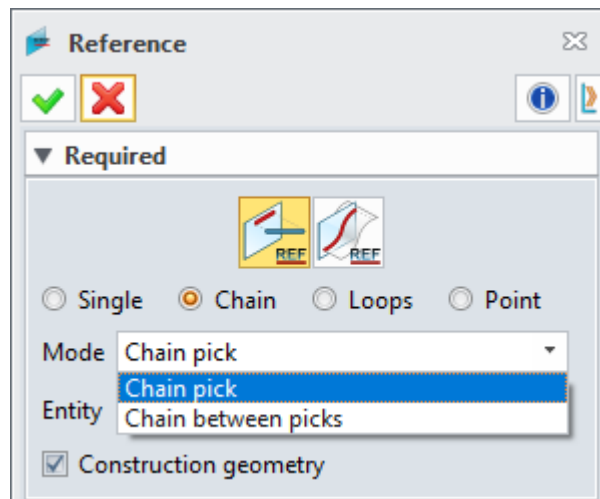 Reference
Required
REF REF
Single Chain Loops Point
Mode Chain pick
Chain pick
Entity Chain between picks
Construction geometry